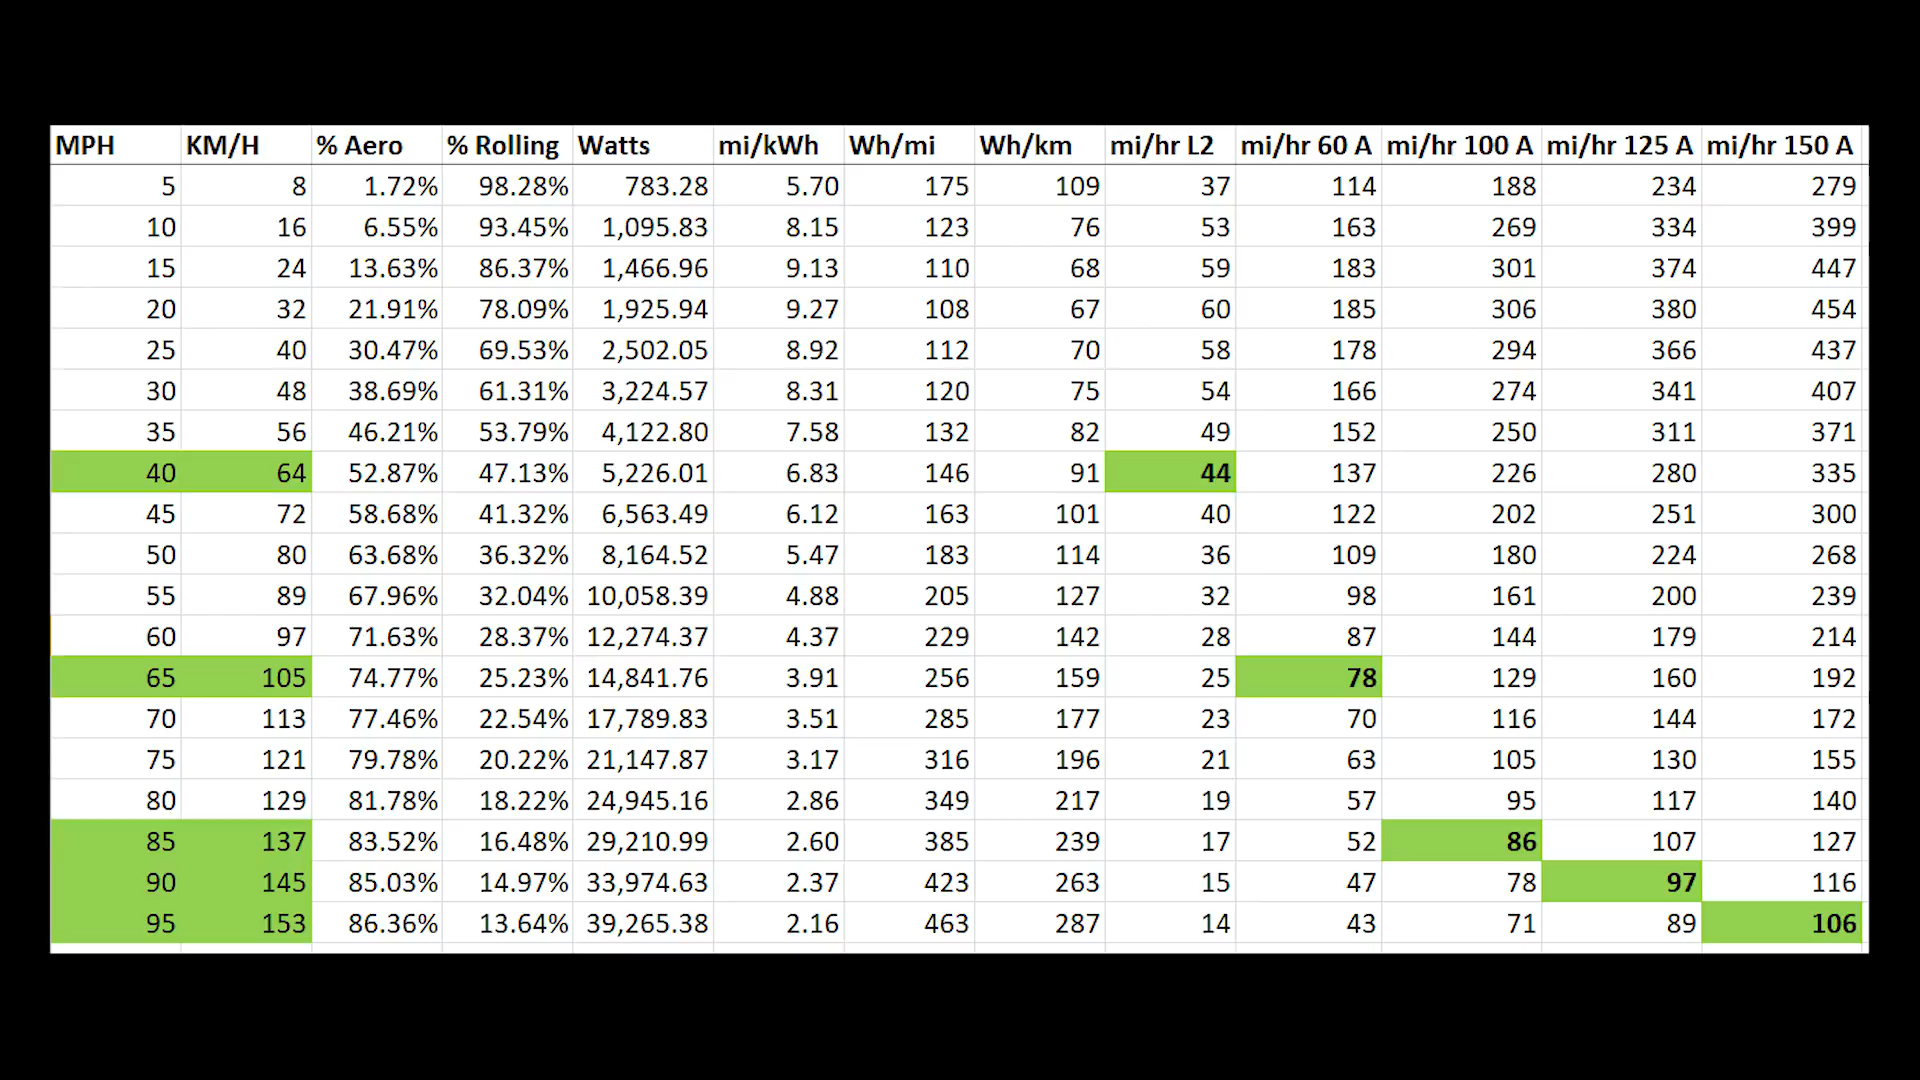 MPH KM/H % Aero % Rolling Watts mi/kWh Wh/mi Wh/km mi/hr L2 mi/hr 60 A mi/hr 100 A mi/hr 125 A mi/hr 150 A
5 8 1.72% 98.28% 783.28 5.70 175 109 37 114 188 234 279
10 16 6.55% 93.45% 1,095.83 8.15 123 76 53 163 269 334 399
15 24 13.63% 86.37% 1,466.96 9.13 110 68 59 183 301 374 447
20 32 21.91% 78.09% 1,925.94 9.27 108 67 60 185 306 380 454
25 40 30.47% 69.53% 2,502.05 8.92 112 70 58 178 294 366 437
30 48 38.69% 61.31% 3,224.57 8.31 120 75 54 166 274 341 407
35 56 46.21% 53.79% 4,122.80 7.58 132 82 49 152 250 311 371
40 64 52.87% 47.13% 5,226.01 6.83 146 91 44 137 226 280 335
45 72 58.68% 41.32% 6,563.49 6.12 163 101 40 122 202 251 300
50 80 63.68% 36.32% 8,164.52 5.47 183 114 36 109 180 224 268
55 89 67.96% 32.04% 10,058.39 4.88 205 127 32 98 161 200 239
60 97 71.63% 28.37% 12,274.37 4.37 229 142 28 87 144 179 214
65 105 74.77% 25.23% 14,841.76 3.91 256 159 25 78 129 160 192
70 113 77.46% 22.54% 17,789.83 3.51 285 177 23 70 116 144 172
75 121 79.78% 20.22% 21,147.87 3.17 316 196 21 63 105 130 155
80 129 81.78% 18.22% 24,945.16 2.86 349 217 19 57 95 117 140
85 137 83.52% 16.48% 29,210.99 2.60 385 239 17 52 86 107 127
90 145 85.03% 14.97% 33,974.63 2.37 423 263 15 47 78 97 116
95 153 86.36% 13.64% 39,265.38 2.16 463 287 14 43 71 89 106